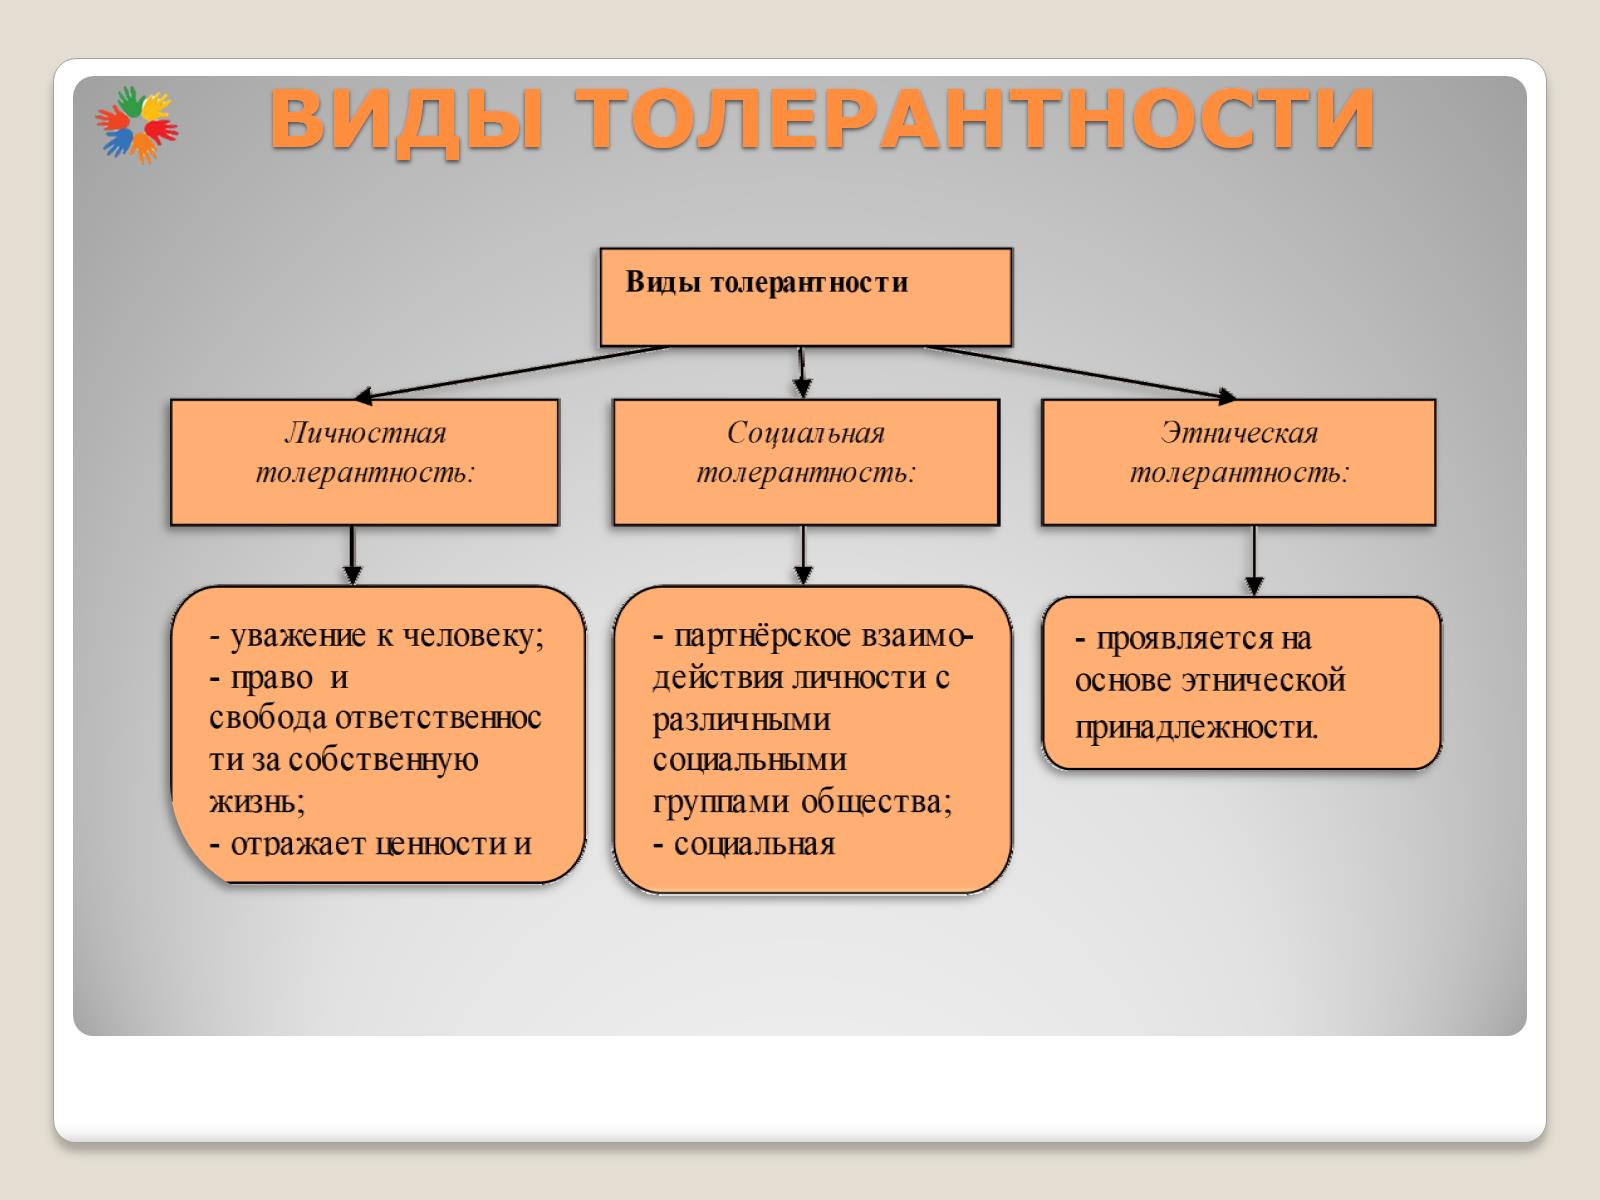 ВИДЫ ТОЛЕРАНТНОСТИ
Виды толерантности
Личностная
толерантность:
Социальная
толерантность:
Этническая
толерантность:
- уважение к человеку;
- право и
свобода ответственнос
ти за собственную
жизнь;
- отражает ценности и
- партнёрское взаимо-
действия личности с
различными
социальными
группами общества;
- социальная
- проявляется на
основе этнической
принадлежности.